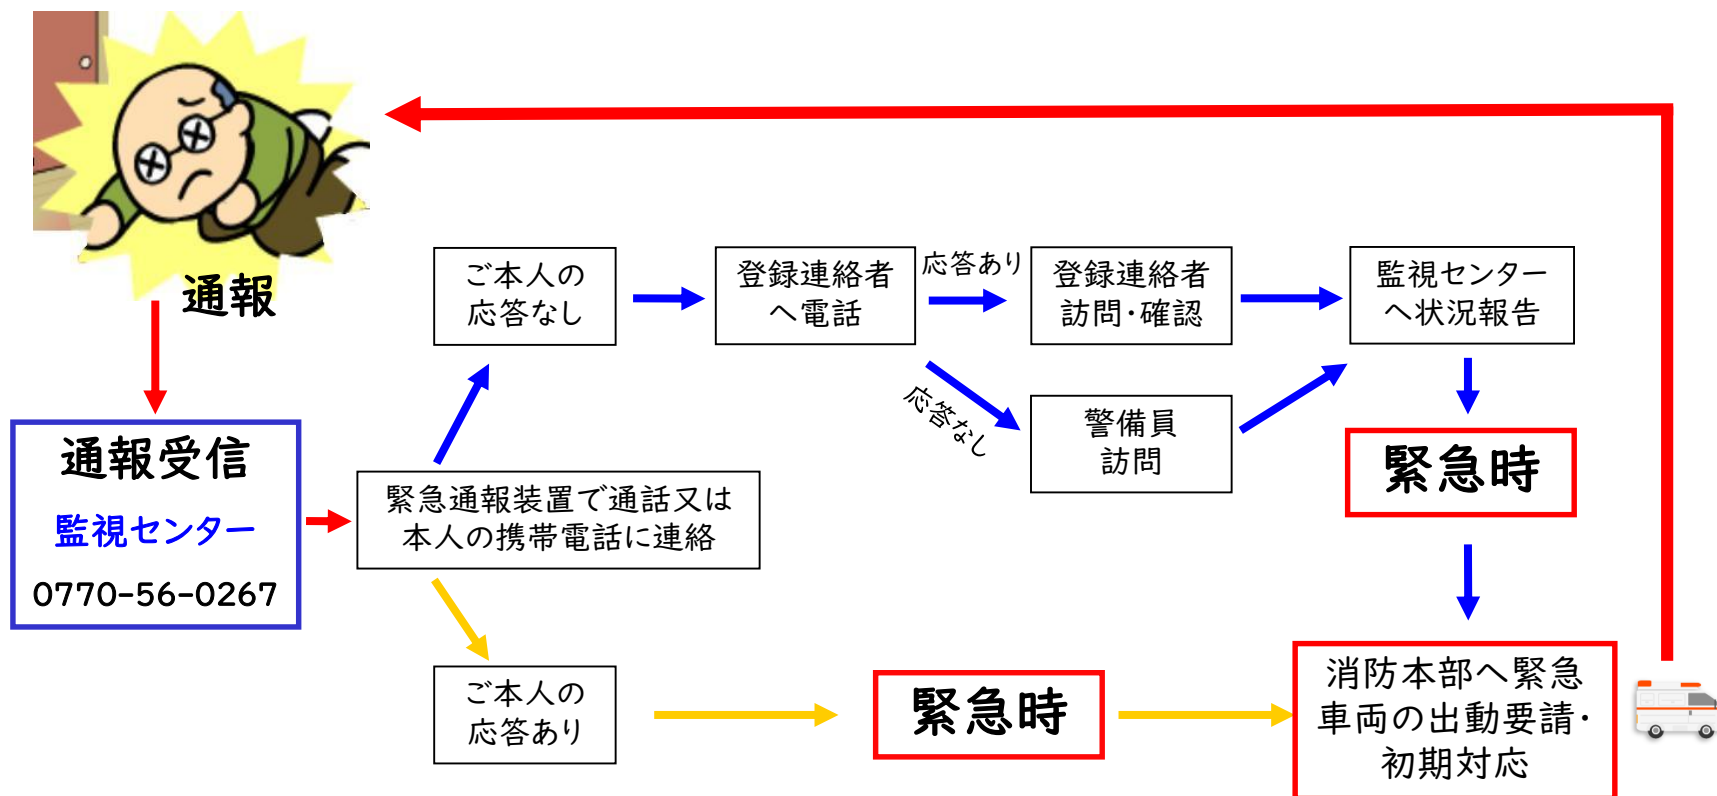 通報
通報受信
監視センター
0770-56-0267
緊急通報装置で通話又は
本人の携帯電話に連絡
ご本人の
応答なし
登録連絡者
へ電話
応答あり
登録連絡者
訪問・確認
応答なし
警備員
訪問
監視センター
へ状況報告
緊急時
ご本人の
応答あり
緊急時
消防本部へ緊急
車両の出動要請・
初期対応